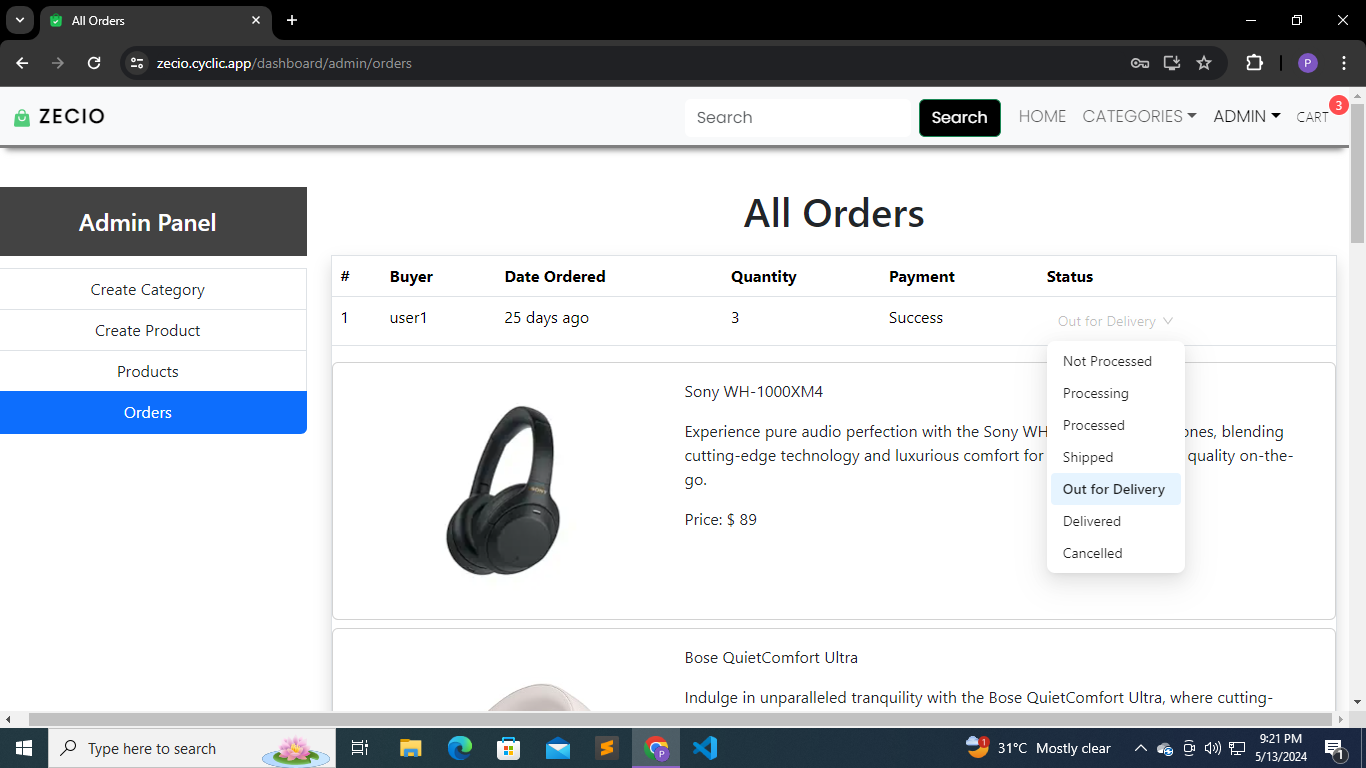 All Orders
zecio.cyclic.app/dashboard/admin/orders
P
ZECIO
Search
Search
HOME
CATEGORIES
ADMIN
CART
3
Admin Panel
Create Category
Create Product
Products
Orders
All Orders
# Buyer Date Ordered Quantity Payment Status
1 user1 25 days ago 3 Success Out for Delivery
Not Processed
Processing
Processed
Shipped
Out for Delivery
Delivered
Cancelled
SONY
Sony WH-1000XM4
Experience pure audio perfection with the Sony WH ones, blending
cutting-edge technology and luxurious comfort for quality on-the-
go.
Price: $ 89
Bose QuietComfort Ultra
Indulge in unparalleled tranquility with the Bose QuietComfort Ultra, where cutting-
Type here to search
P
1
31°C Mostly clear
9:21 PM
5/13/2024
1